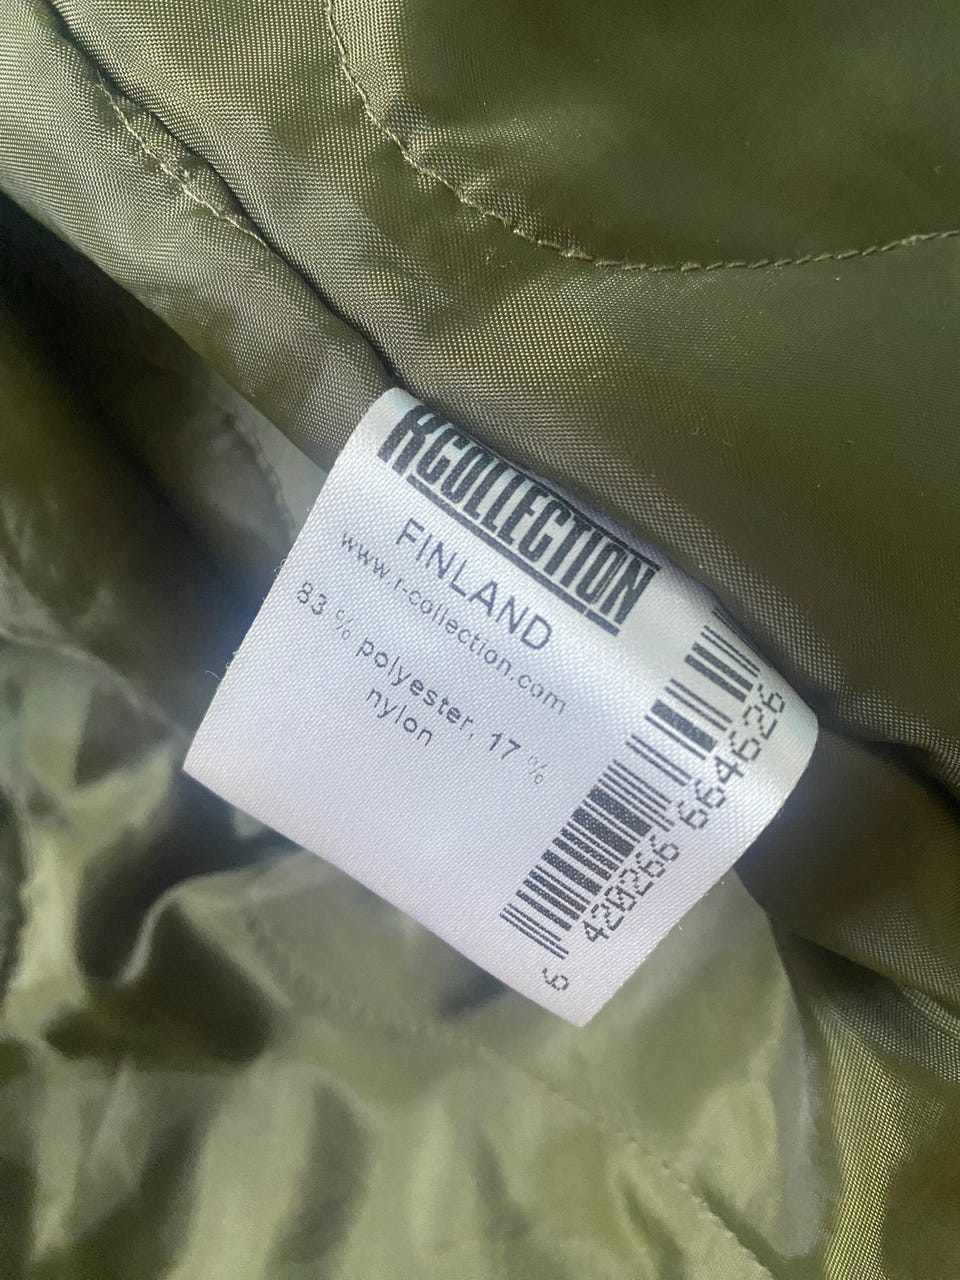 RCOLLECTION
FINLAND
www.r-collection.com
83 % polyester, 17 %
nylon
6 420266 664626